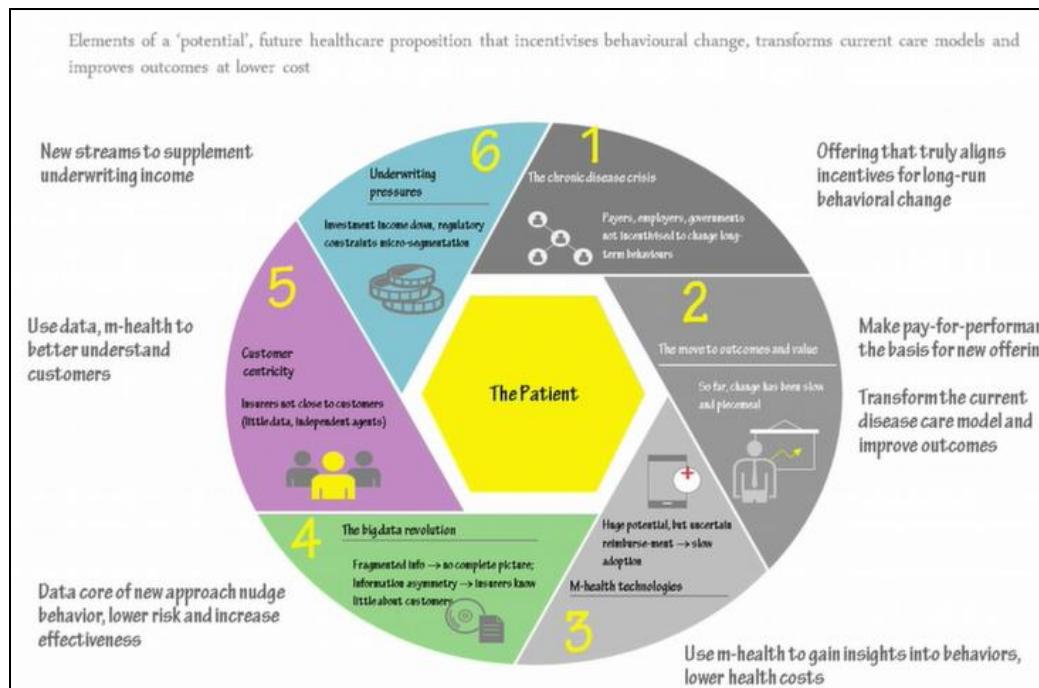 Elements of a 'potential', future healthcare proposition that incentivises behavioural change, transforms current care models and
improves outcomes at lower cost
New streams to supplement
underwriting income
6
Underwriting
pressures
Investment income down, regulatory
constraints micro-segmentation
1
The chronic disease crisis
Payers, employers, governments
not incentivised to change long-
term behaviours
Offering that truly aligns
incentives for long-run
behavioral change
5
Customer
centricity
Insurers not close to customers
(little data, independent agents)
Use data, m-health to
better understand
customers
The Patient
2
The move to outcomes and value
So far, change has been slow
and piecemeal
Make pay-for-performan
the basis for new offerin
Transform the current
disease care model and
improve outcomes
4
The big data revolution
Fragmented info → no complete picture;
Information asymmetry → insurers know
little about customers
Data core of new approach nudge
behavior, lower risk and increase
effectiveness
Huge potential, but uncertain
reimburse-ment → slow
adoption
M-health technologies
3
Use m-health to gain insights into behaviors,
lower health costs